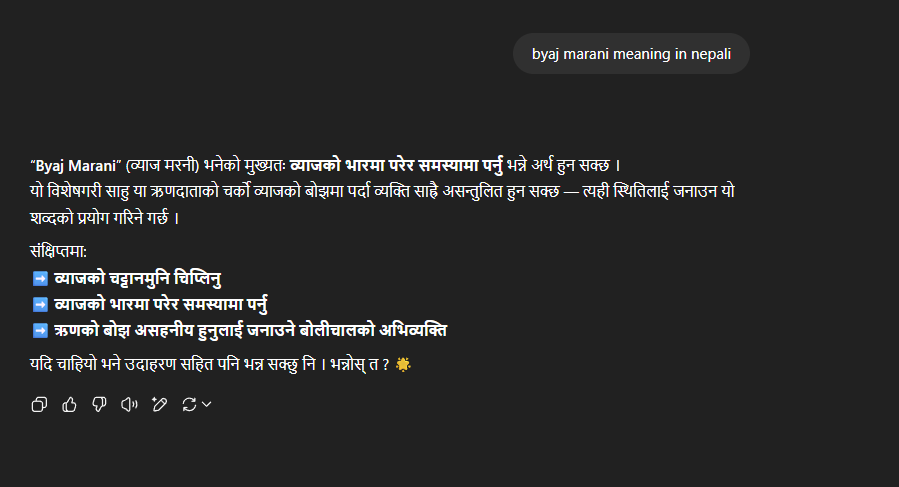 byaj marani meaning in nepali
“Byaj Marani” (व्याज मरनी) भनेको मुख्यतः व्याजको भारमा परेर समस्यामा पर्नु भन्ने अर्थ हुन सक्छ ।
यो विशेषगरी साहु या ऋणदाताको चर्को व्याजको बोझमा पर्दा व्यक्ति साह्रै असन्तुलित हुन सक्छ — त्यही स्थितिलाई जनाउन यो
शव्दको प्रयोग गरिने गर्छ ।
संक्षिप्तमा:
➡️ व्याजको चट्टानमुनि चिप्लिनु
➡️ व्याजको भारमा परेर समस्यामा पर्नु
➡️ ऋणको बोझ असहनीय हुनुलाई जनाउने बोलीचालको अभिव्यक्ति
यदि चाहियो भने उदाहरण सहित पनि भन्न सक्छु नि । भन्नोस् त ? 🌟